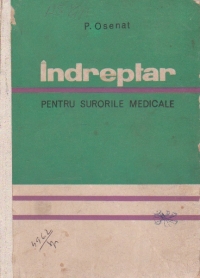 P. Osenat
Îndreptar
PENTRU SURORILE MEDICALE